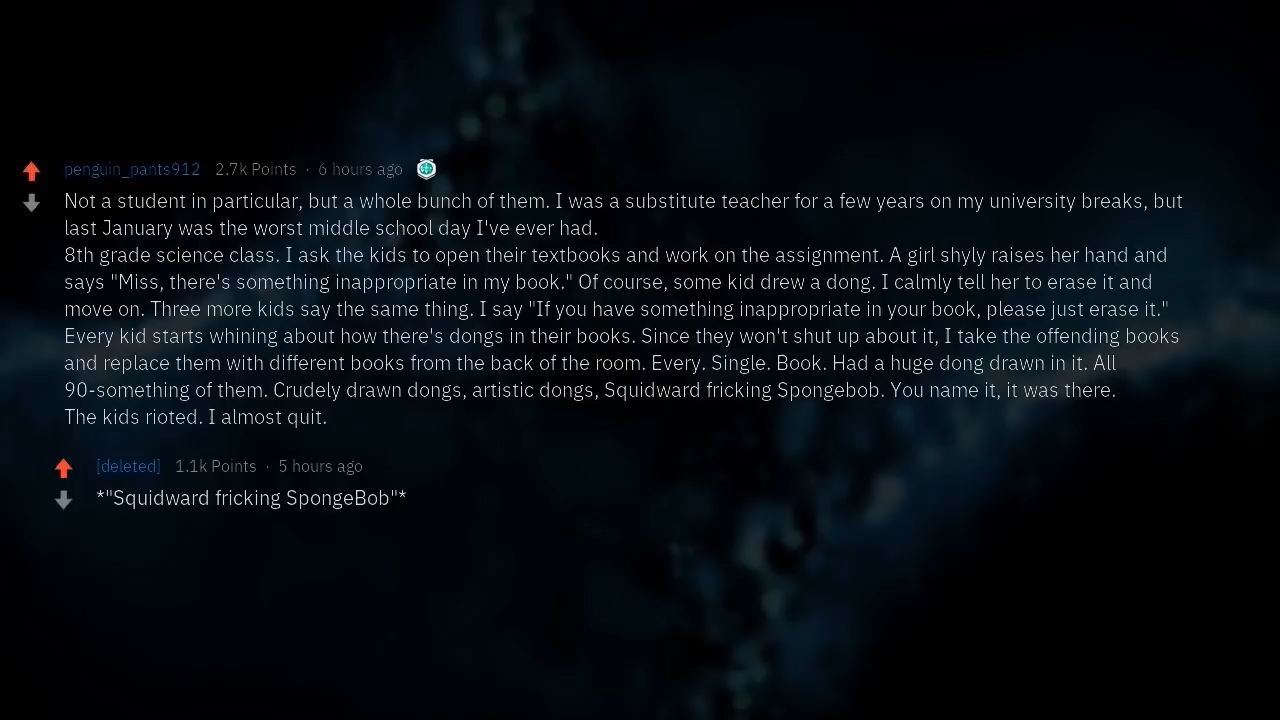 penguin_pants912 2.7k Points · 6 hours ago
Not a student in particular, but a whole bunch of them. I was a substitute teacher for a few years on my university breaks, but
last January was the worst middle school day I've ever had.
8th grade science class. I ask the kids to open their textbooks and work on the assignment. A girl shyly raises her hand and
says "Miss, there's something inappropriate in my book." Of course, some kid drew a dong. I calmly tell her to erase it and
move on. Three more kids say the same thing. I say "If you have something inappropriate in your book, please just erase it."
Every kid starts whining about how there's dongs in their books. Since they won't shut up about it, I take the offending books
and replace them with different books from the back of the room. Every. Single. Book. Had a huge dong drawn in it. All
90-something of them. Crudely drawn dongs, artistic dongs, Squidward fricking Spongebob. You name it, it was there.
The kids rioted. I almost quit.
[deleted] 1.1k Points · 5 hours ago
*"Squidward fricking SpongeBob"*